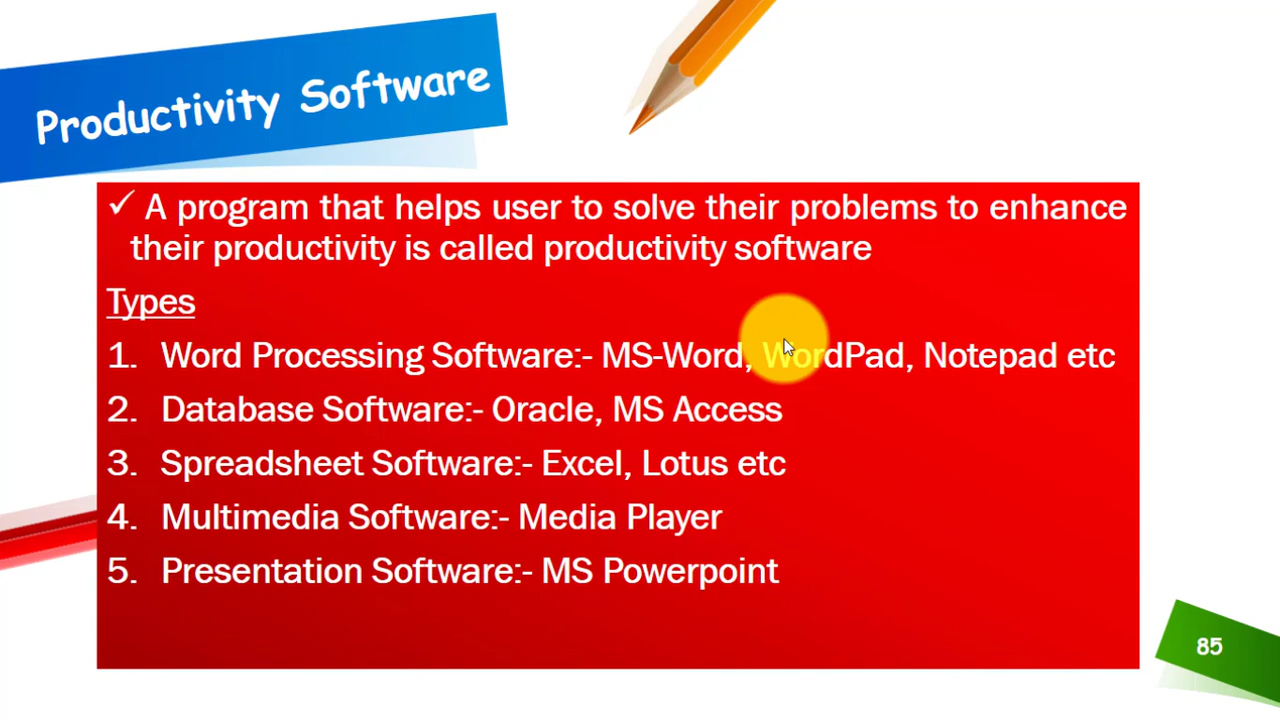 Productivity Software
✓ A program that helps user to solve their problems to enhance
their productivity is called productivity software
Types
1. Word Processing Software:- MS-Word, WordPad, Notepad etc
2. Database Software:- Oracle, MS Access
3. Spreadsheet Software:- Excel, Lotus etc
4. Multimedia Software:- Media Player
5. Presentation Software:- MS Powerpoint
85